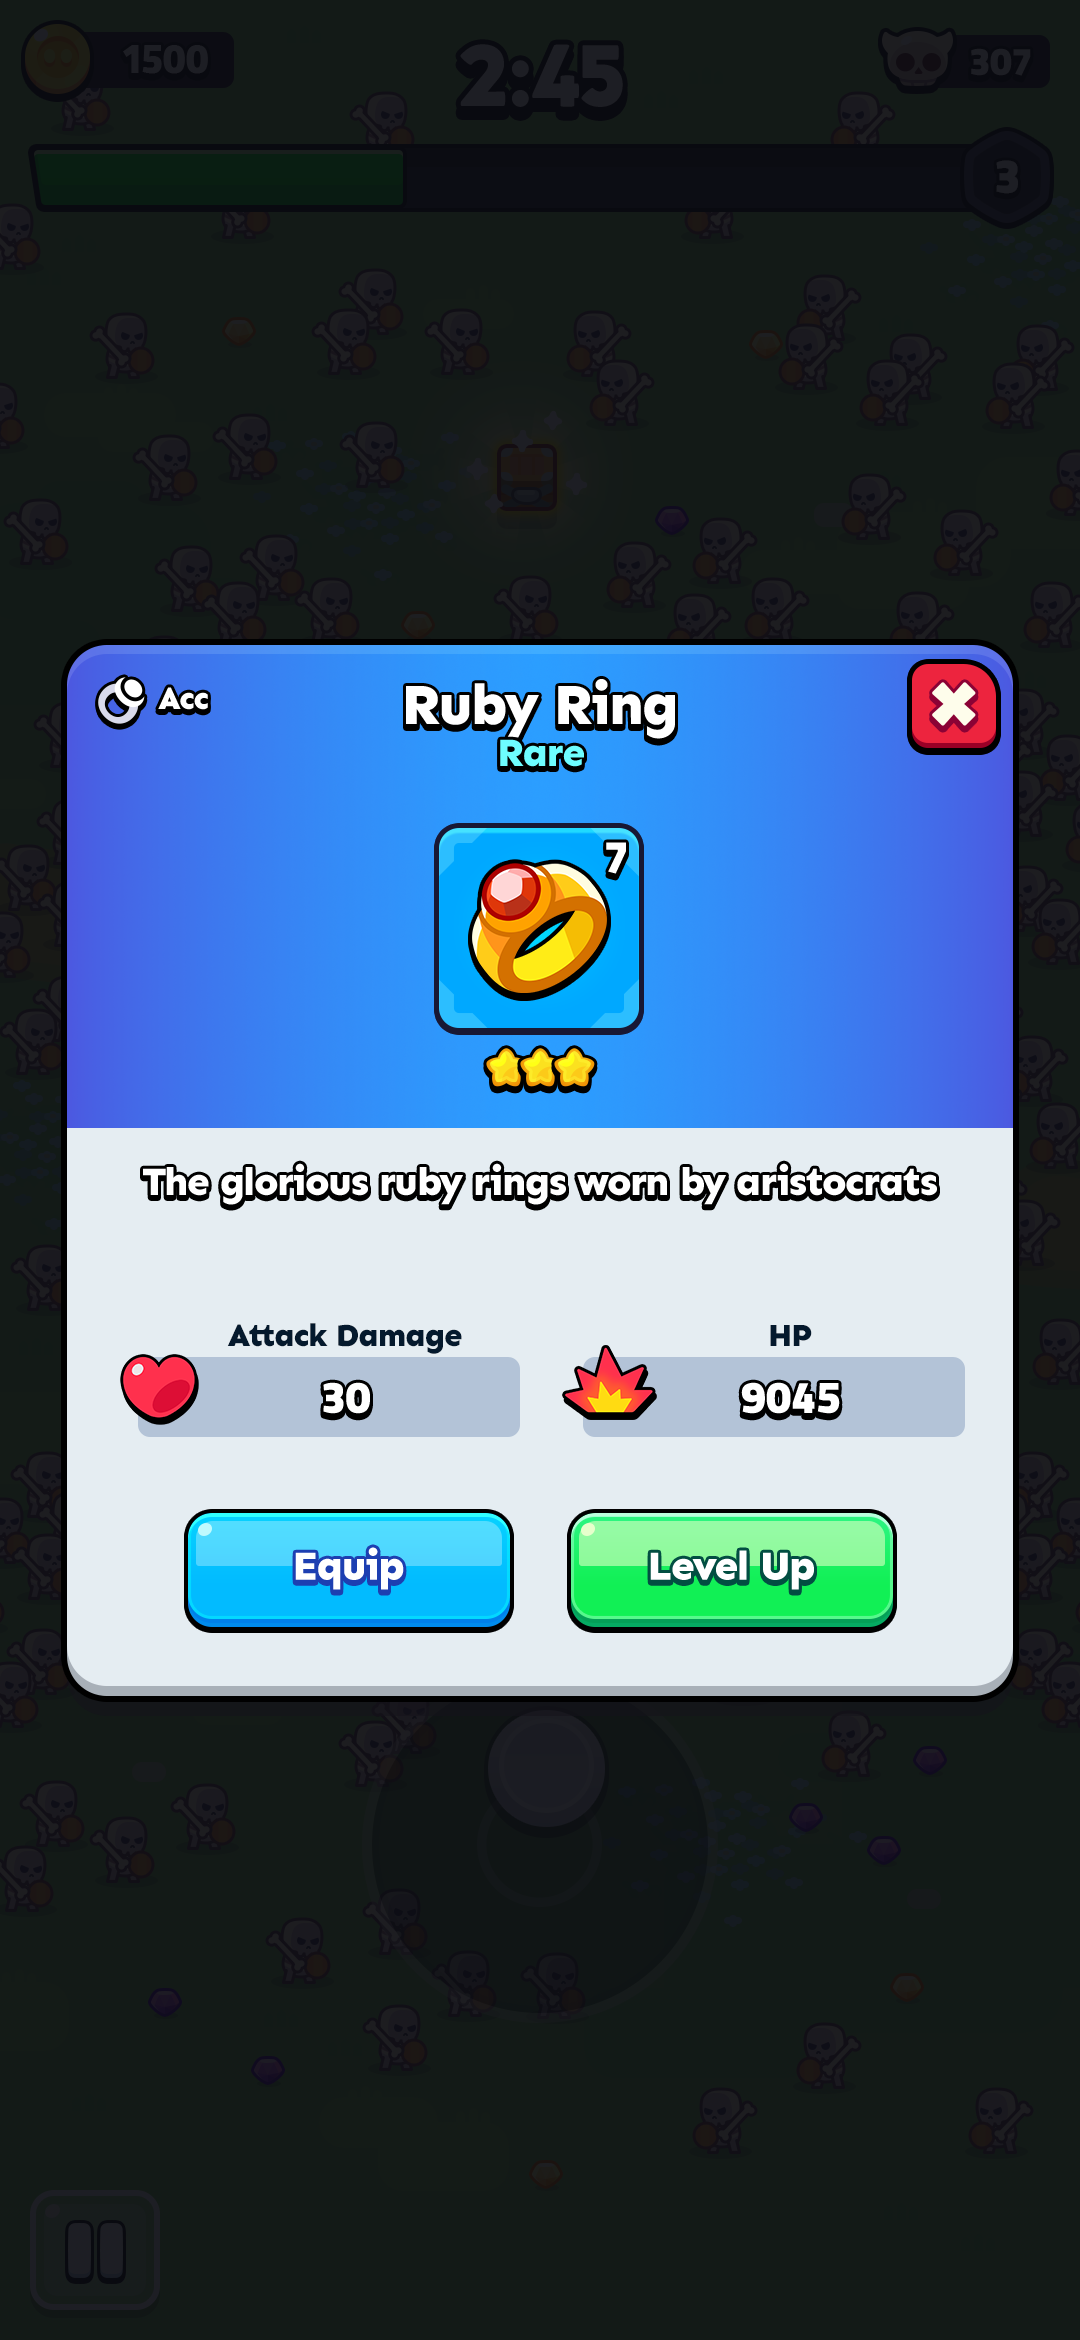 1500
2:45
307
3
Acc
Ruby Ring
Rare
7
The glorious ruby rings worn by aristocrats
Attack Damage
HP
30
9045
Equip
Level Up